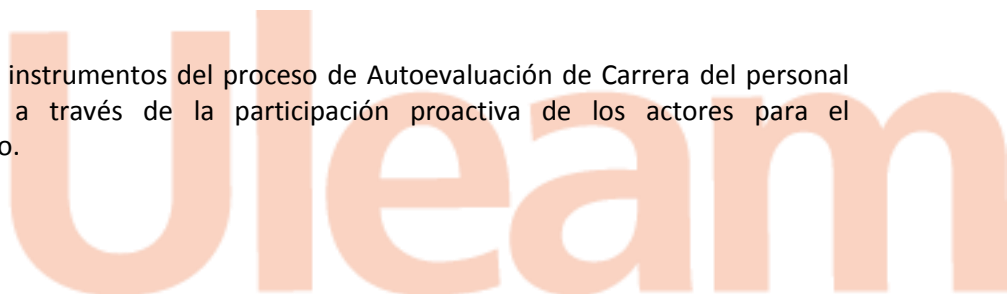 Uleam
instrumentos del proceso de Autoevaluación de Carrera del personal
a través de la participación proactiva de los actores para el
o.